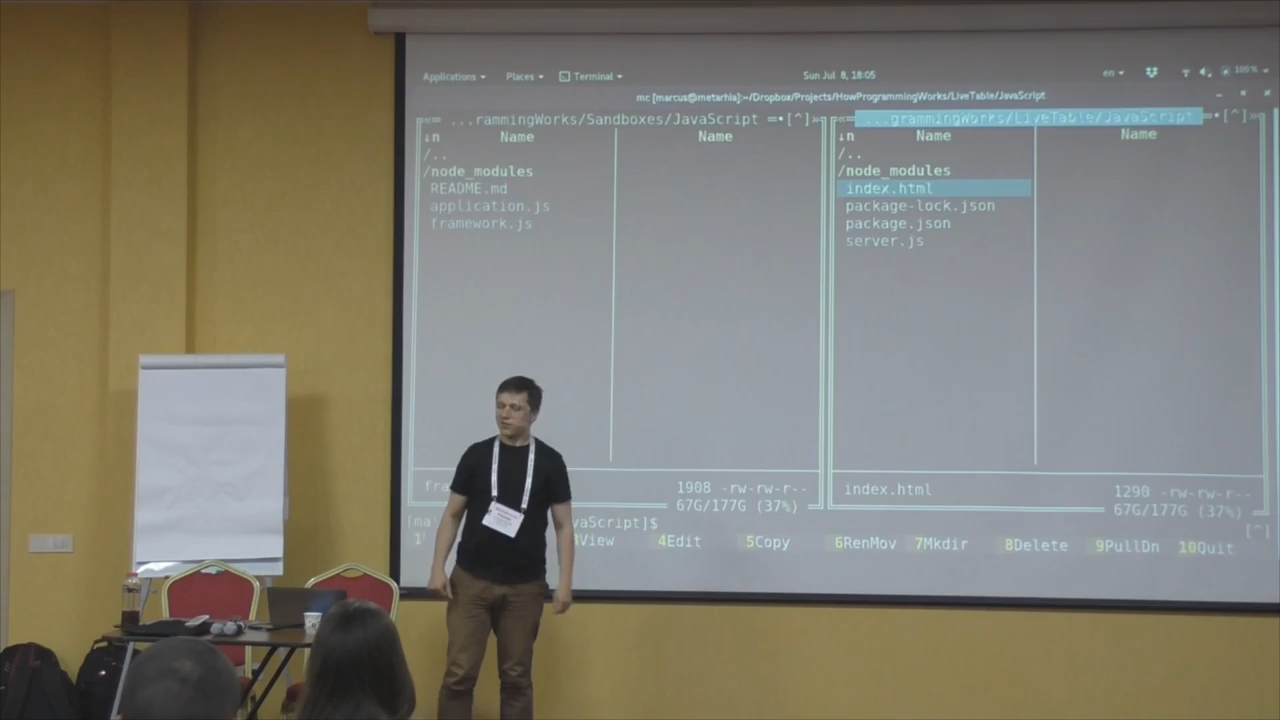 Applications Places Terminal Sun Jul 8, 18:05 en 100%
mc [marcus@metarhia]:~/Dropbox/Projects/HowProgrammingWorks/LiveTable/JavaScript
...rammingWorks/Sandboxes/JavaScript
↓n Name Name
/..
/node_modules
README.md
application.js
framework.js
1908 -rw-rw-r--
67G/177G (37%)
...grammingWorks/LiveTable/JavaScript
↓n Name Name
/..
/node_modules
index.html
package-lock.json
package.json
server.js
index.html 1290 -rw-rw-r--
67G/177G (37%)
vaScript]$
View 4Edit 5Copy 6RenMov 7Mkdir 8Delete 9PullDn 10Quit